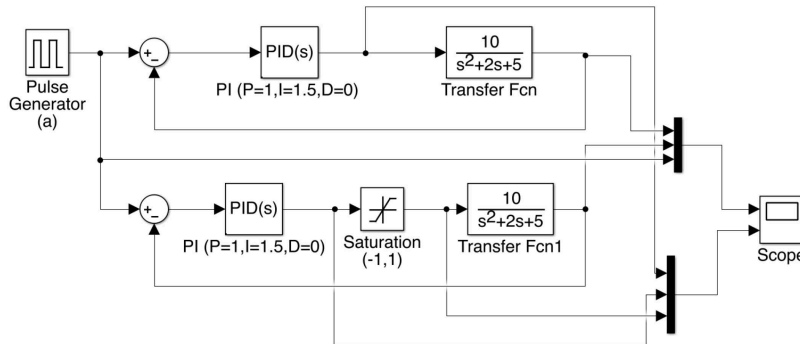 Pulse
Generator
(a)
+
−
PID(s)
PI (P=1,I=1.5,D=0)
10
s²+2s+5
Transfer Fcn
+
−
PID(s)
PI (P=1,I=1.5,D=0)
Saturation
(-1,1)
10
s²+2s+5
Transfer Fcn1
Scope